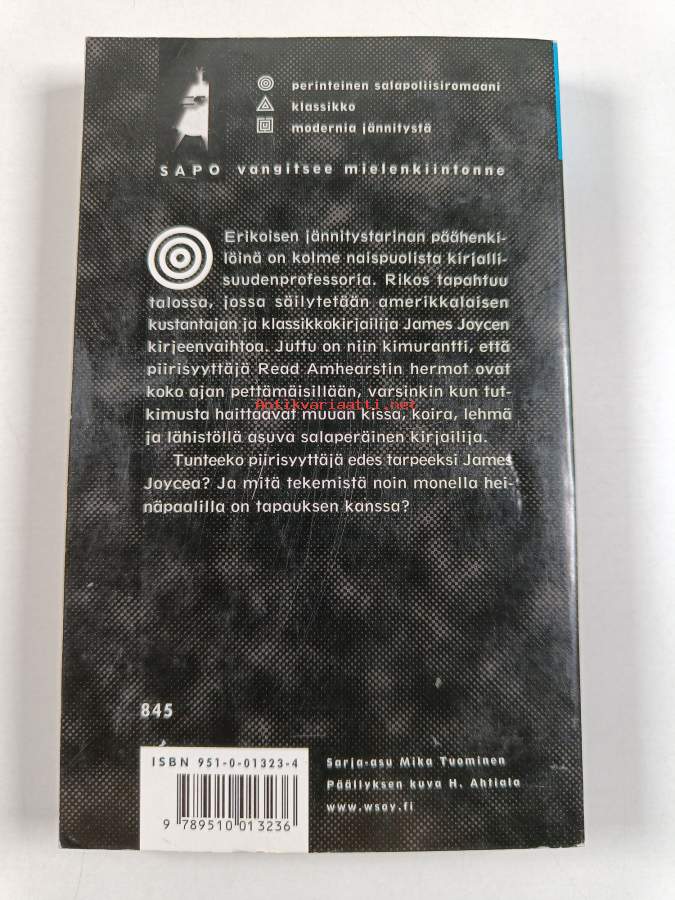 perinteinen salapoliisiromaani
klassikko
modernia jännitystä
SAPO vangitsee mielenkiintonne
Erikoisen jännitystarinan päähenki-
löinä on kolme naispuolista kirjalli-
suudenprofessoria. Rikos tapahtuu
talossa, jossa säilytetään amerikkalaisen
kustantajan ja klassikkokirjailija James Joycen
kirjeenvaihtoa. Juttu on niin kimurantti, että
piirisyyttäjä Read Amhearstin hermot ovat
koko ajan pettämäisillään, varsinkin kun tut-
Antikvariaatti.net
kimusta haittaavat muuan kissa, koira, lehmä
ja lähistöllä asuva salaperäinen kirjailija.
Tunteeko piirisyyttäjä edes tarpeeksi James
Joycea? Ja mitä tekemistä noin monella hei-
näpaalilla on tapauksen kanssa?
845
ISBN 951-0-01323-4
9 789510 013236
Sarja-asu Mika Tuominen
Päällyksen kuva H. Ahtiala
www.wsoy.fi